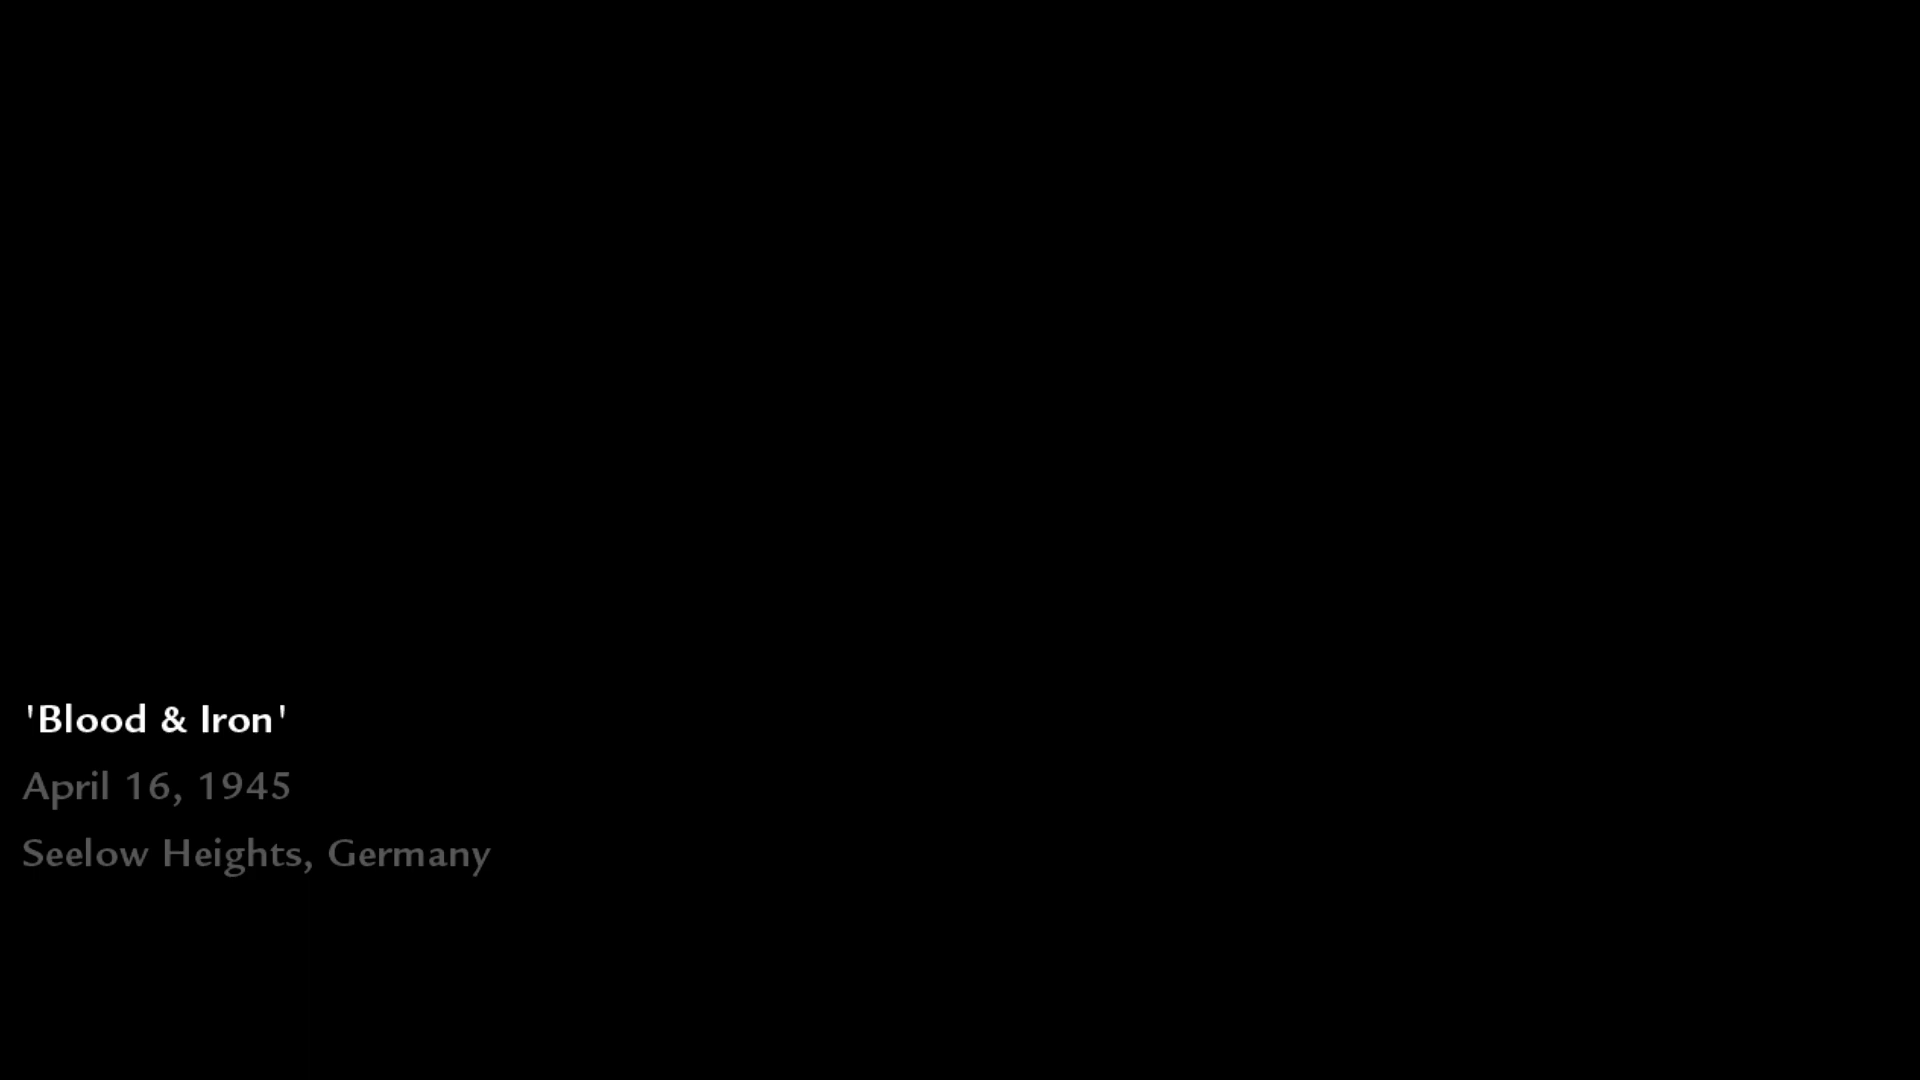 'Blood & Iron'
April 16, 1945
Seelow Heights, Germany